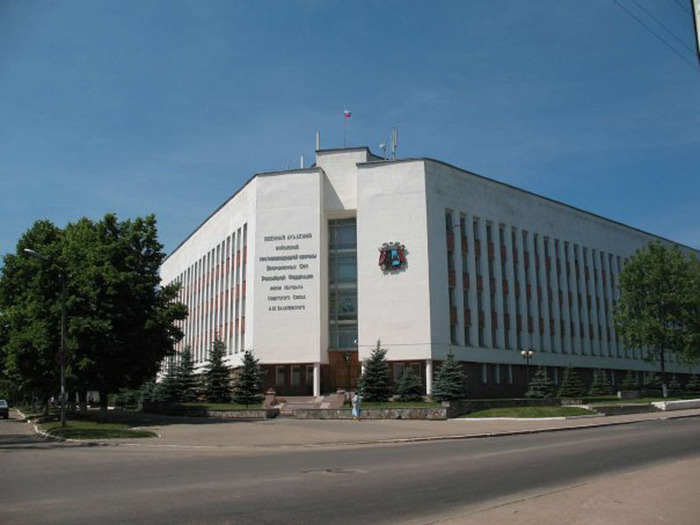 Военная академия
войсковой
противовоздушной обороны
Вооруженных Сил
Российской Федерации
имени Маршала
Советского Союза
А.М. Василевского